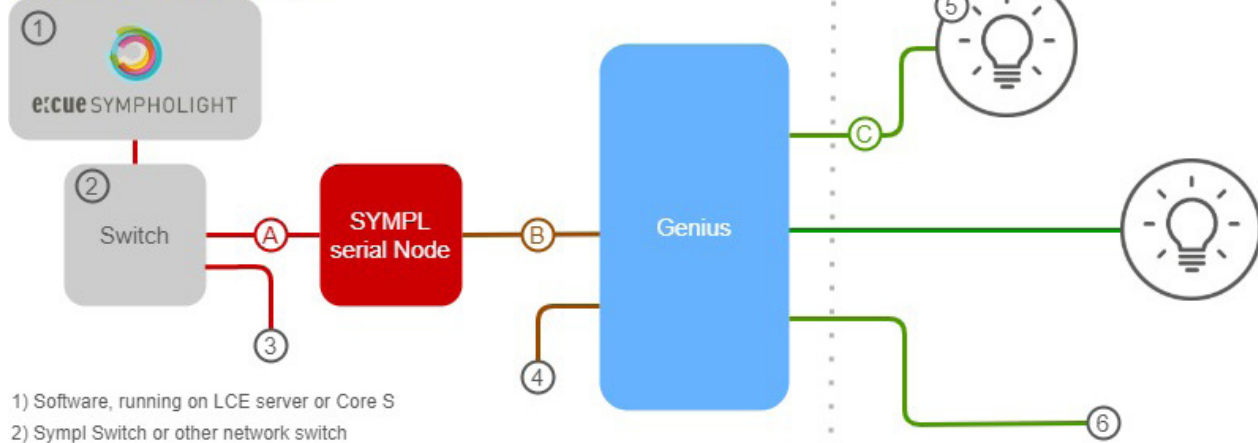 1
e:cue SYMPHOLIGHT
2
Switch
A
SYMPL
serial Node
B
Genius
C
5
3
4
6
1) Software, running on LCE server or Core S
2) Sympl Switch or other network switch